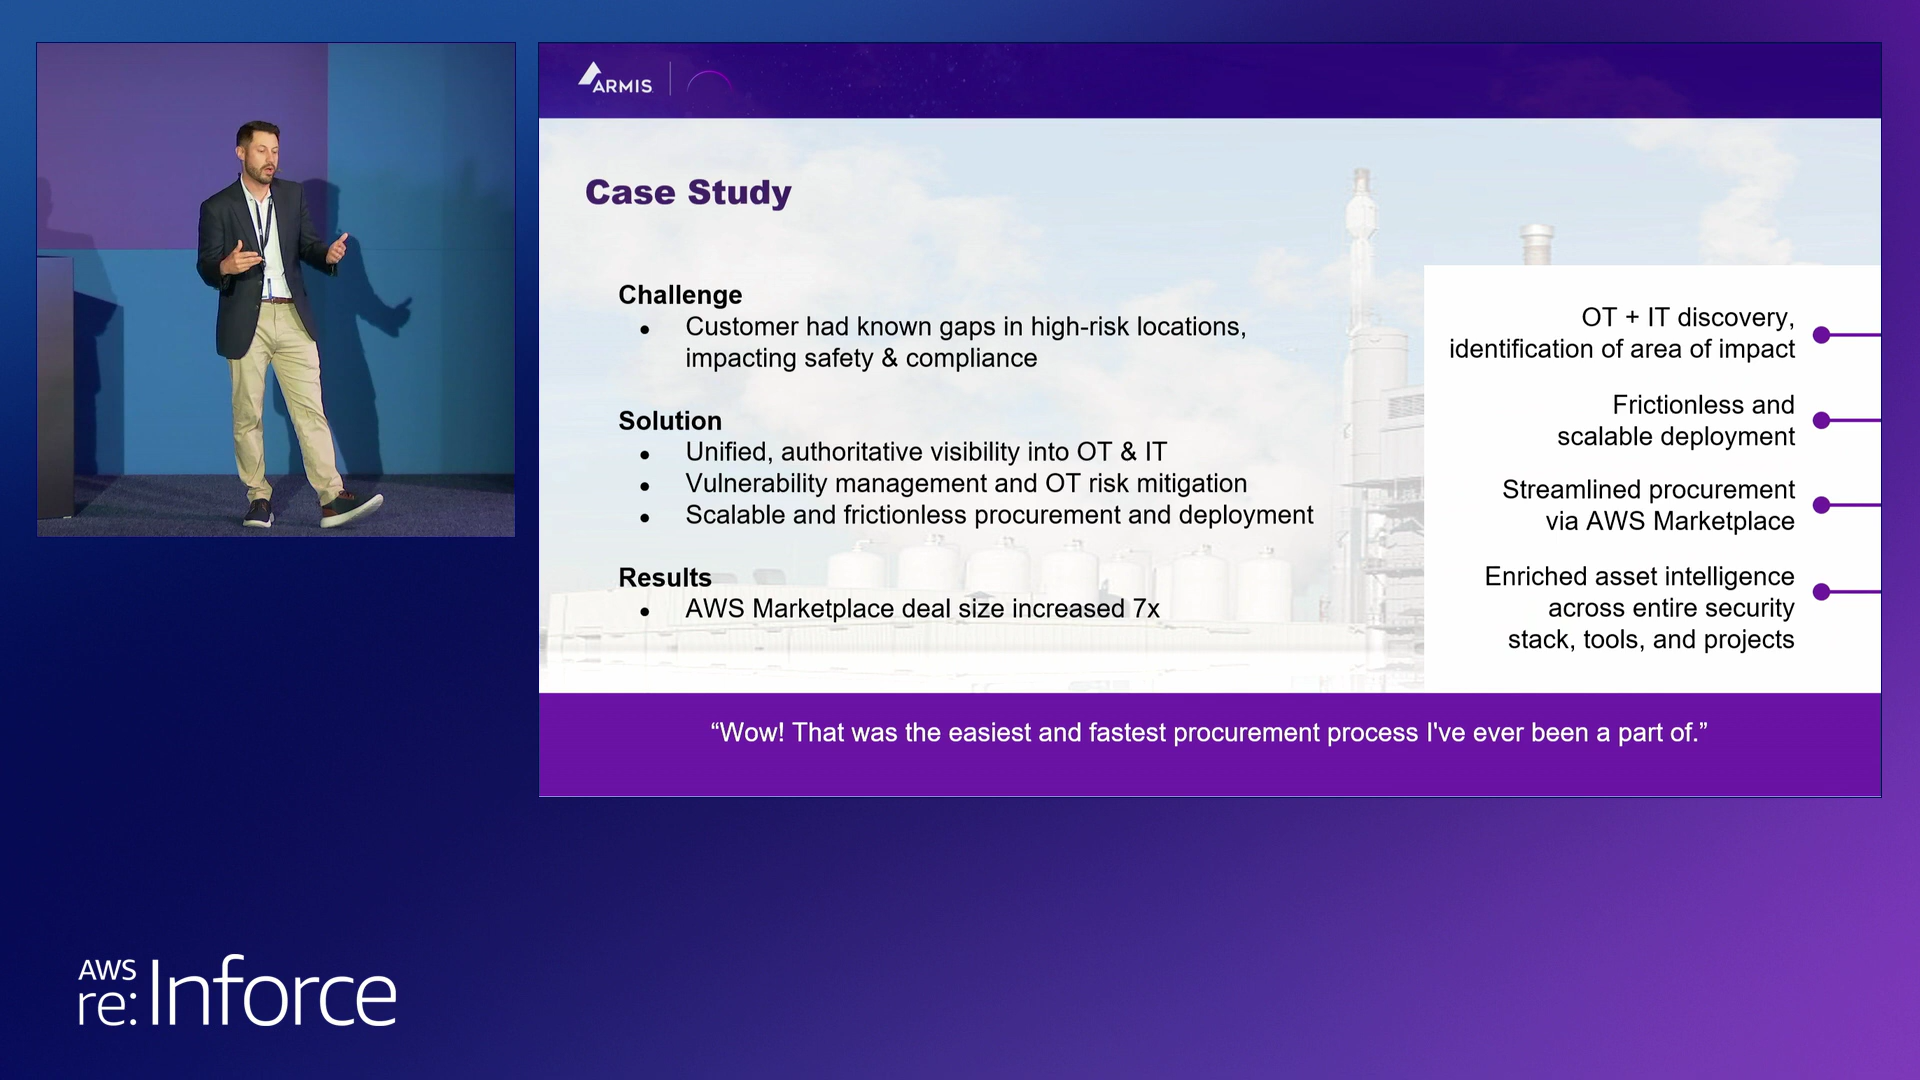 ARMIS
Case Study
Challenge
• Customer had known gaps in high-risk locations,
impacting safety & compliance
Solution
• Unified, authoritative visibility into OT & IT
• Vulnerability management and OT risk mitigation
• Scalable and frictionless procurement and deployment
Results
• AWS Marketplace deal size increased 7x
OT + IT discovery,
identification of area of impact
Frictionless and
scalable deployment
Streamlined procurement
via AWS Marketplace
Enriched asset intelligence
across entire security
stack, tools, and projects
“Wow! That was the easiest and fastest procurement process I've ever been a part of.”
AWS
re:Inforce